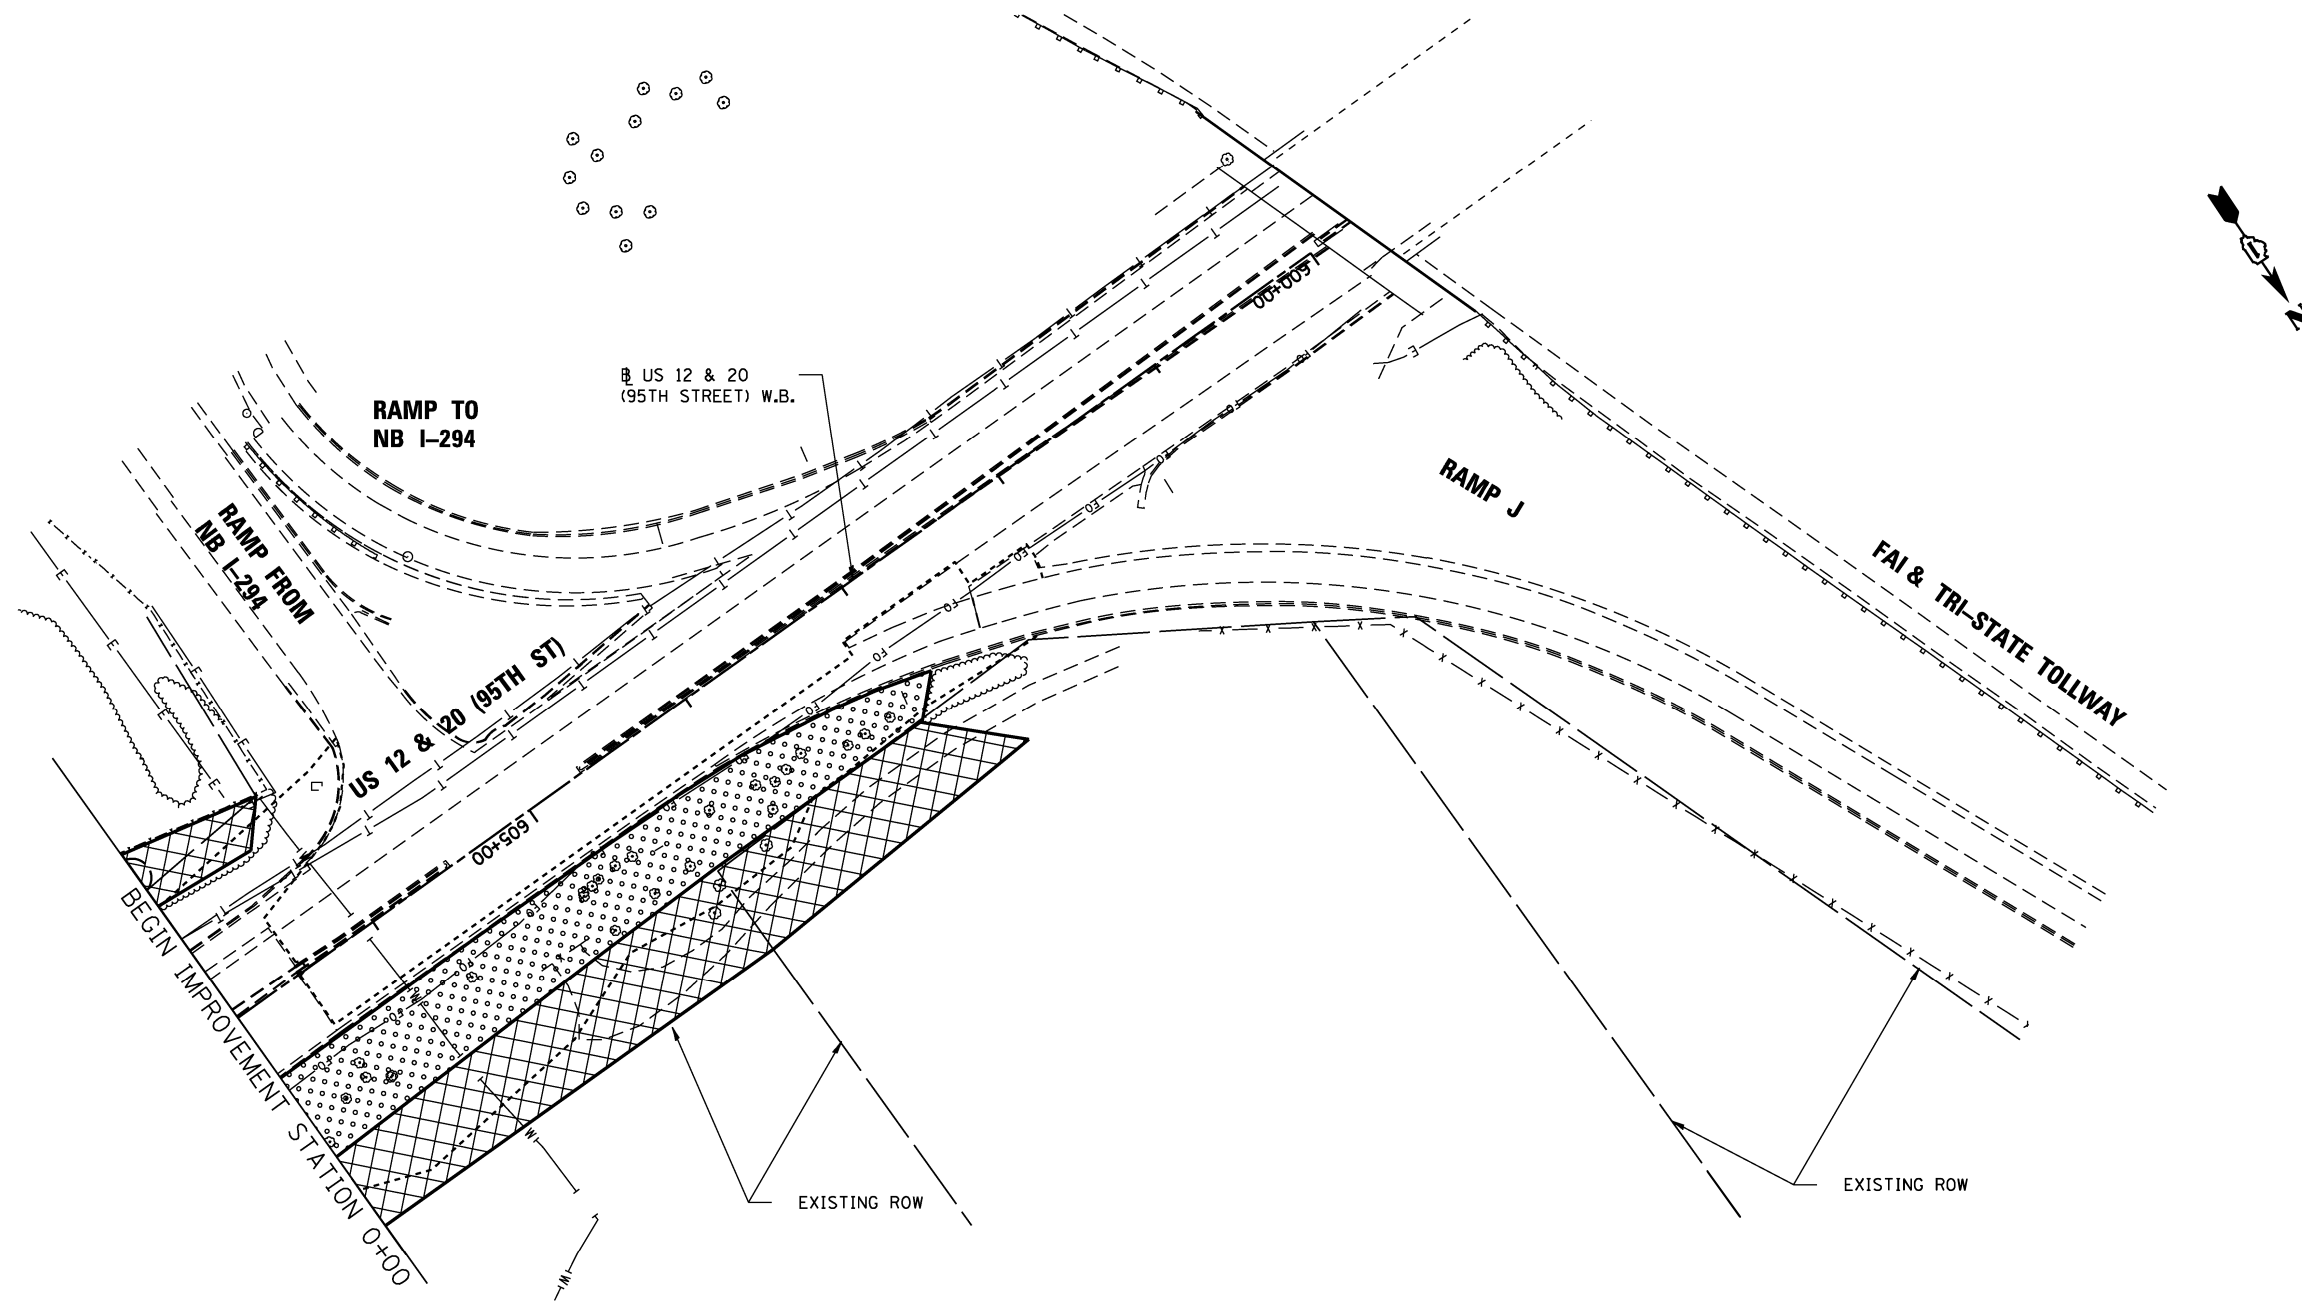 RAMP TO
NB I-294
₧ US 12 & 20
(95TH STREET) W.B.
600+00
RAMP J
FAI & TRI-STATE TOLLWAY
N
RAMP FROM
NB I-294
US 12 & 20 (95TH ST)
605+00
BEGIN IMPROVEMENT STATION 0+00
EXISTING ROW
EXISTING ROW